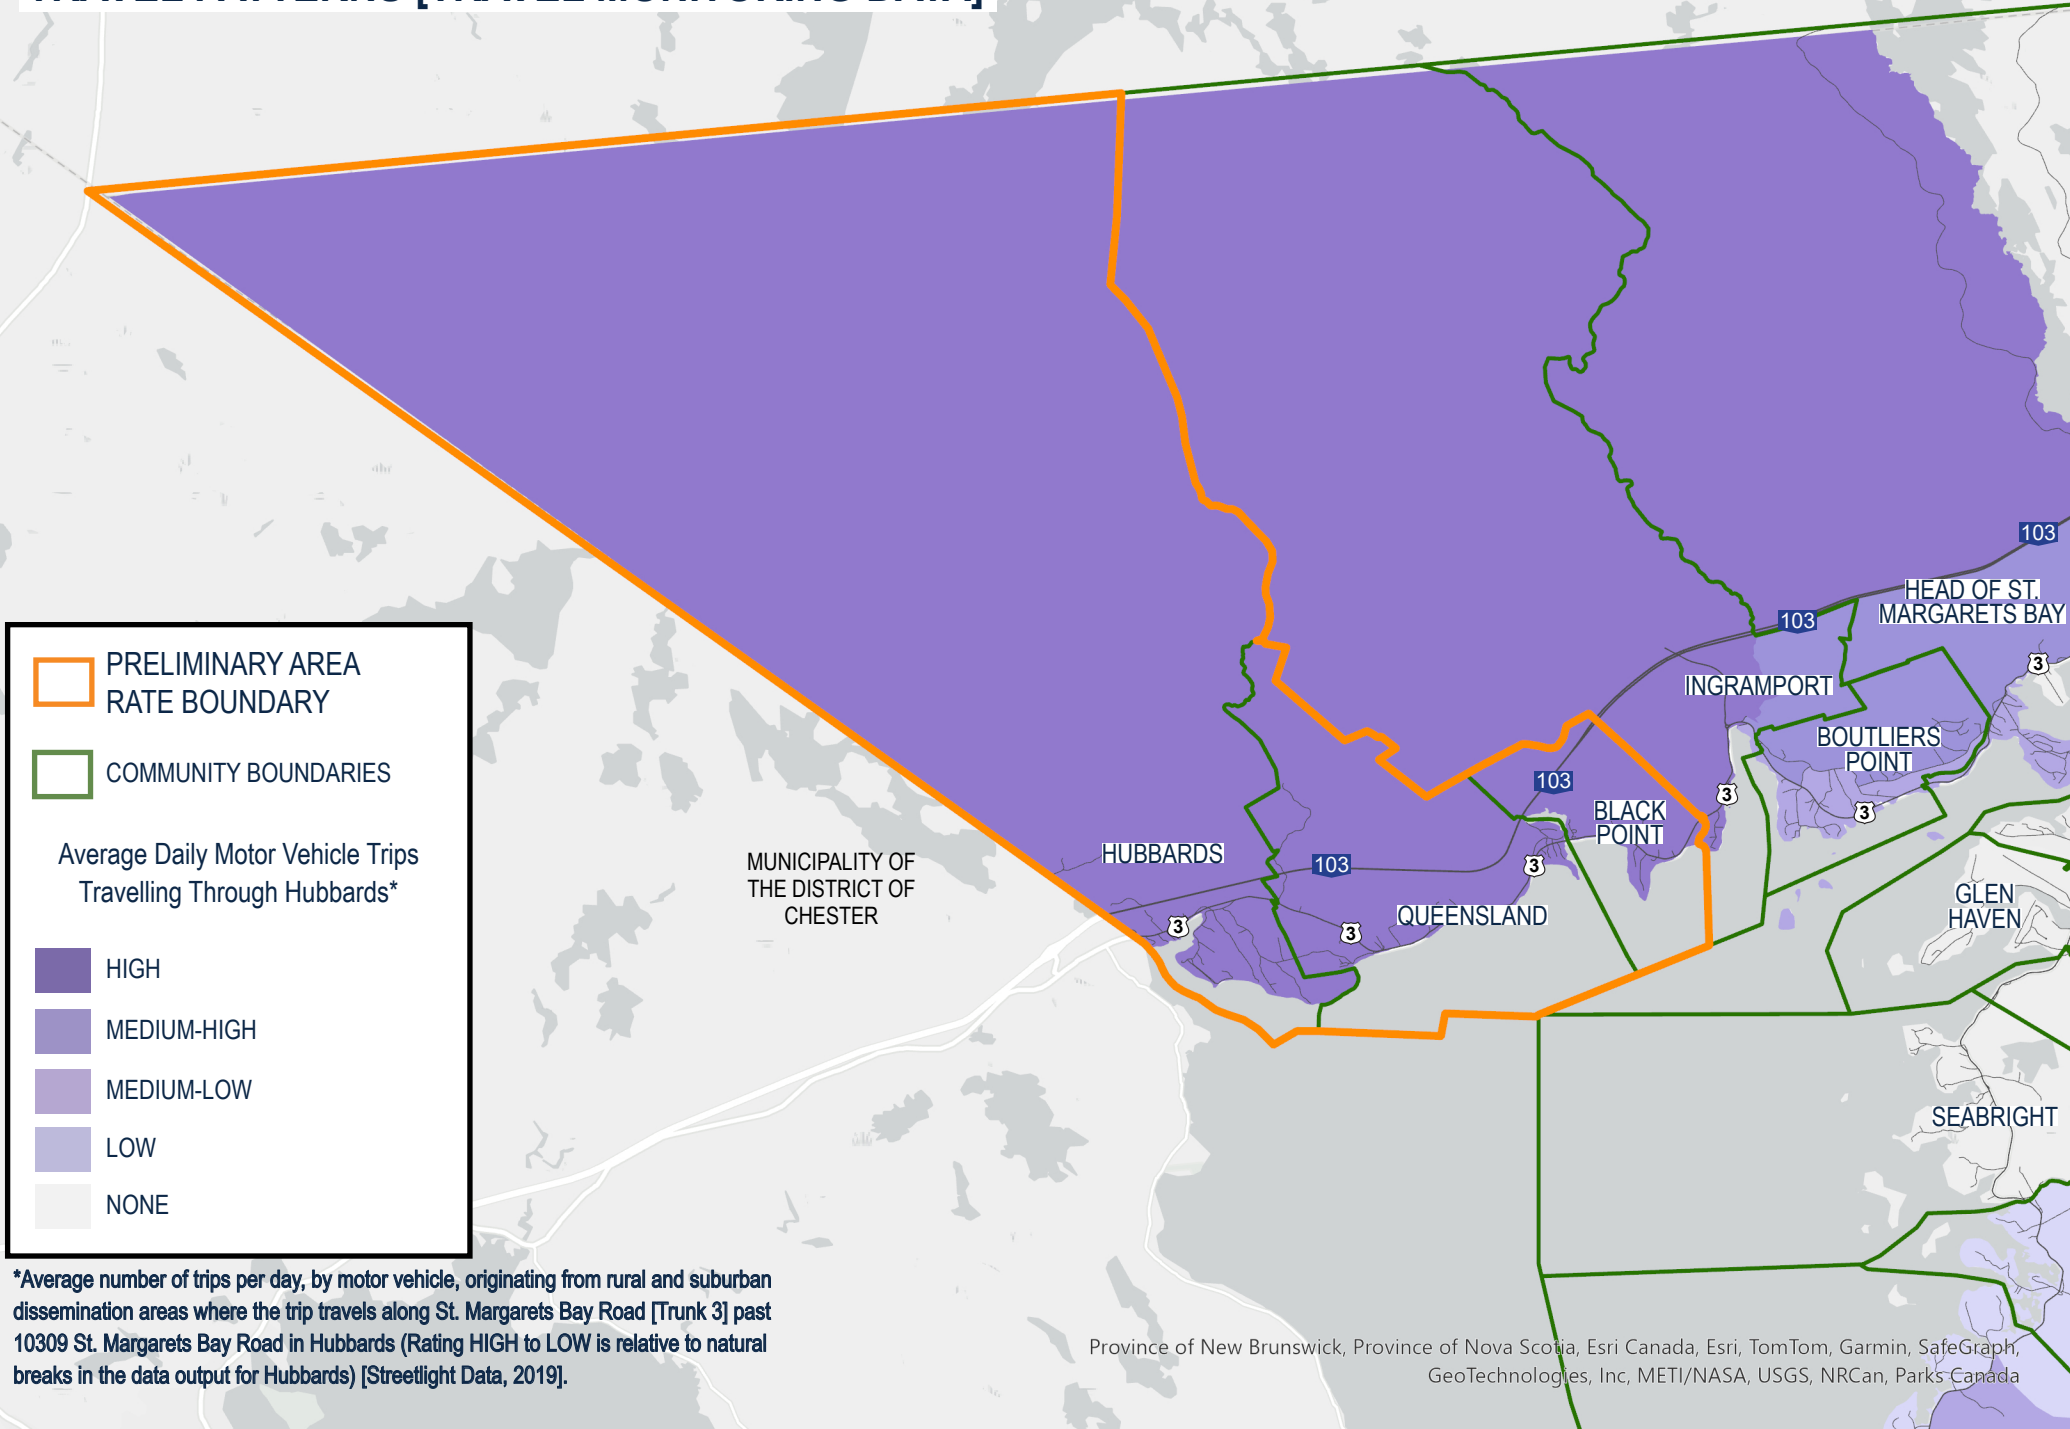 103
HEAD OF ST.
MARGARETS BAY
103
3
INGRAMPORT
BOUTLIERS
POINT
103
3
BLACK
POINT
3
HUBBARDS
103
3
QUEENSLAND
3
3
GLEN
HAVEN
MUNICIPALITY OF
THE DISTRICT OF
CHESTER
SEABRIGHT
PRELIMINARY AREA
RATE BOUNDARY
COMMUNITY BOUNDARIES
Average Daily Motor Vehicle Trips
Travelling Through Hubbards*
HIGH
MEDIUM-HIGH
MEDIUM-LOW
LOW
NONE
*Average number of trips per day, by motor vehicle, originating from rural and suburban
dissemination areas where the trip travels along St. Margarets Bay Road [Trunk 3] past
10309 St. Margarets Bay Road in Hubbards (Rating HIGH to LOW is relative to natural
breaks in the data output for Hubbards) [Streetlight Data, 2019].
Province of New Brunswick, Province of Nova Scotia, Esri Canada, Esri, TomTom, Garmin, SafeGraph,
GeoTechnologies, Inc, METI/NASA, USGS, NRCan, Parks Canada